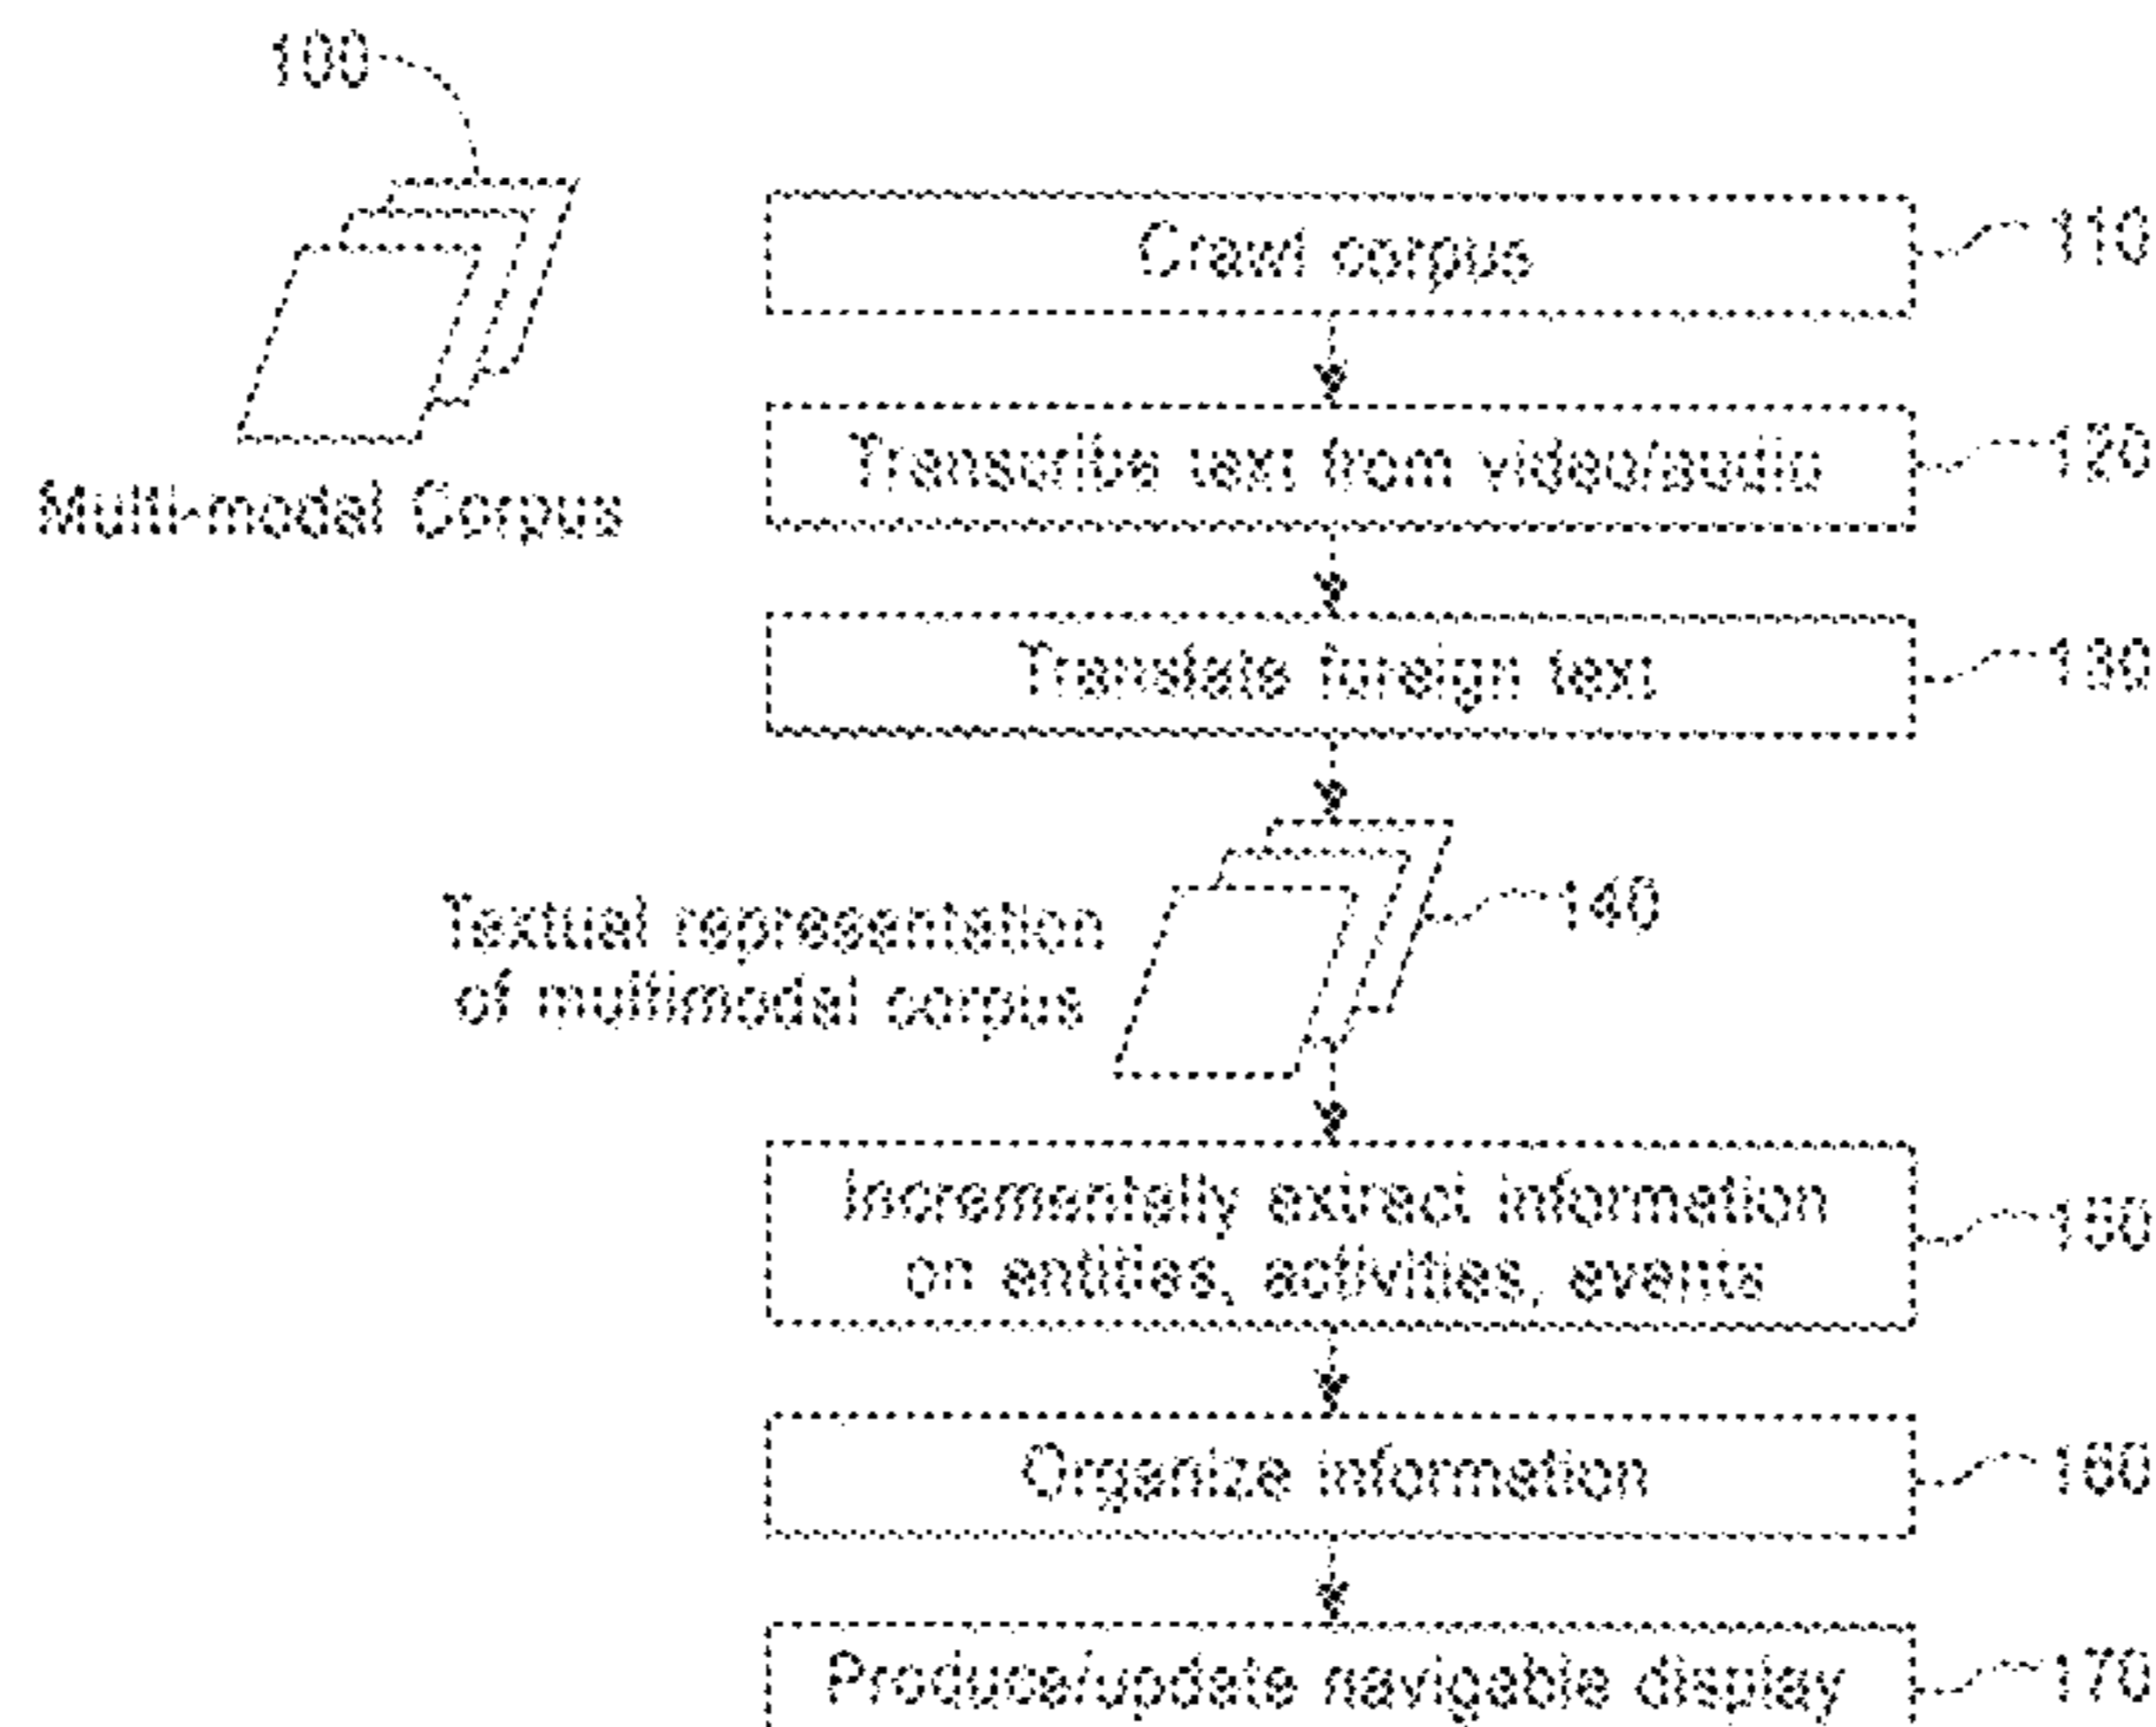 100
Crawl corpus
110
Transcribe text from video/audio
120
Multi-modal Corpus
Translate foreign text
130
Textual representation
of multimodal corpus
140
Incrementally extract information
on entities, activities, events
150
Organize information
160
Produce/update navigable display
170